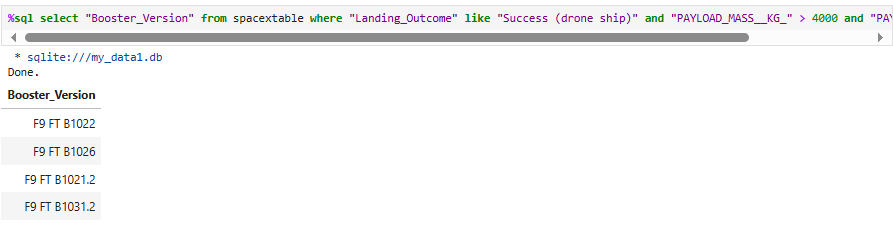 %sql select "Booster_Version" from spacextable where "Landing_Outcome" like "Success (drone ship)" and "PAYLOAD_MASS__KG_" > 4000 and "PAY
* sqlite:///my_data1.db
Done.
Booster_Version
F9 FT B1022
F9 FT B1026
F9 FT B1021.2
F9 FT B1031.2